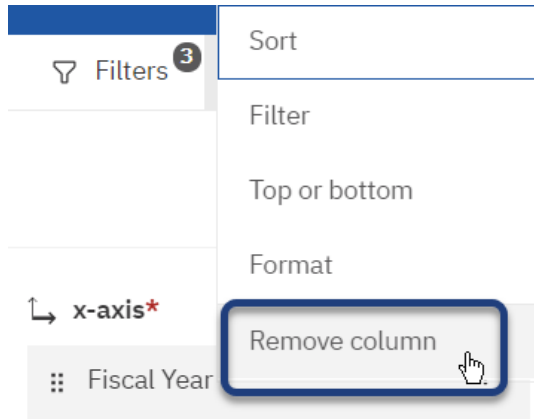 Filters 3
Sort
Filter
Top or bottom
Format
x-axis*
Remove column
Fiscal Year